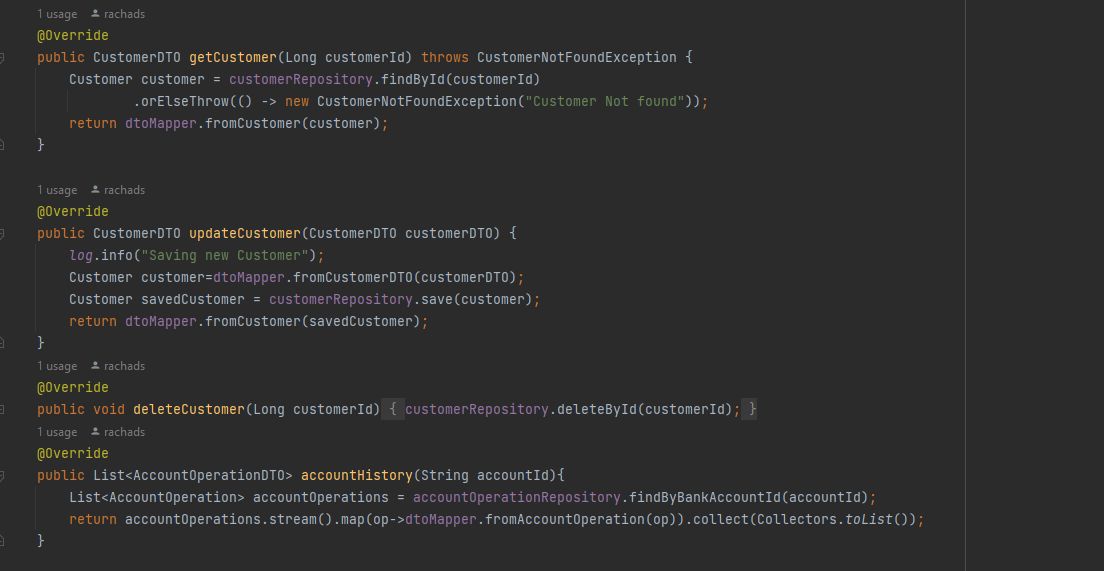 1 usage rachads
@Override
public CustomerDTO getCustomer(Long customerId) throws CustomerNotFoundException {
Customer customer = customerRepository.findById(customerId)
.orElseThrow(() -> new CustomerNotFoundException("Customer Not found"));
return dtoMapper.fromCustomer(customer);
}
1 usage rachads
@Override
public CustomerDTO updateCustomer(CustomerDTO customerDTO) {
log.info("Saving new Customer");
Customer customer=dtoMapper.fromCustomerDTO(customerDTO);
Customer savedCustomer = customerRepository.save(customer);
return dtoMapper.fromCustomer(savedCustomer);
}
1 usage rachads
@Override
public void deleteCustomer(Long customerId) { customerRepository.deleteById(customerId); }
1 usage rachads
@Override
public List<AccountOperationDTO> accountHistory(String accountId){
List<AccountOperation> accountOperations = accountOperationRepository.findByBankAccountId(accountId);
return accountOperations.stream().map(op->dtoMapper.fromAccountOperation(op)).collect(Collectors.toList());
}